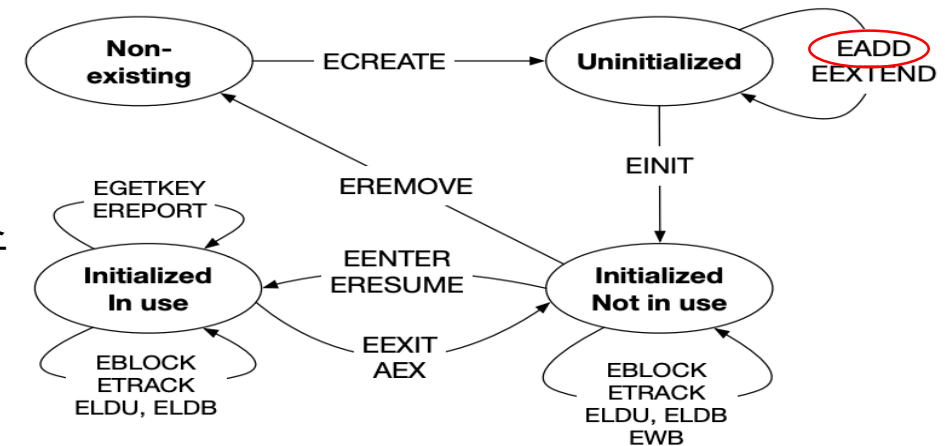 Non-
existing
ECREATE
Uninitialized
EADD
EEXTEND
EINIT
EREMOVE
EGETKEY
EREPORT
Initialized
In use
EENTER
ERESUME
Initialized
Not in use
EEXIT
AEX
EBLOCK
ETRACK
ELDU, ELDB
EBLOCK
ETRACK
ELDU, ELDB
EWB